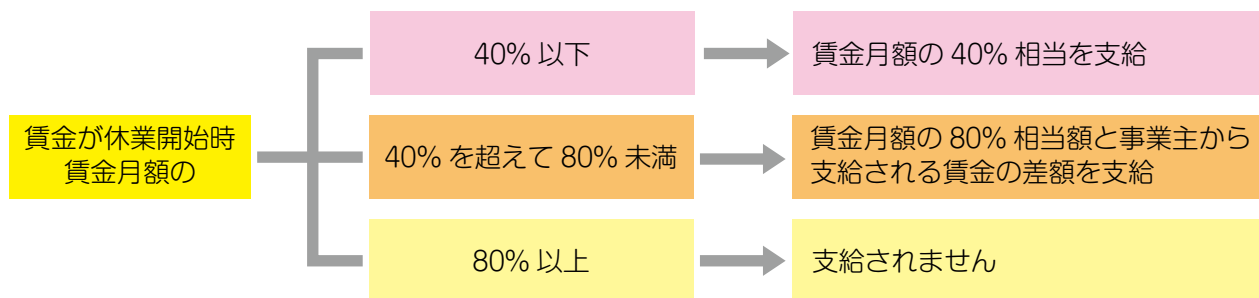 賃金が休業開始時
賃金月額の
40% 以下
賃金月額の 40% 相当を支給
40% を超えて 80% 未満
賃金月額の 80% 相当額と事業主から
支給される賃金の差額を支給
80% 以上
支給されません